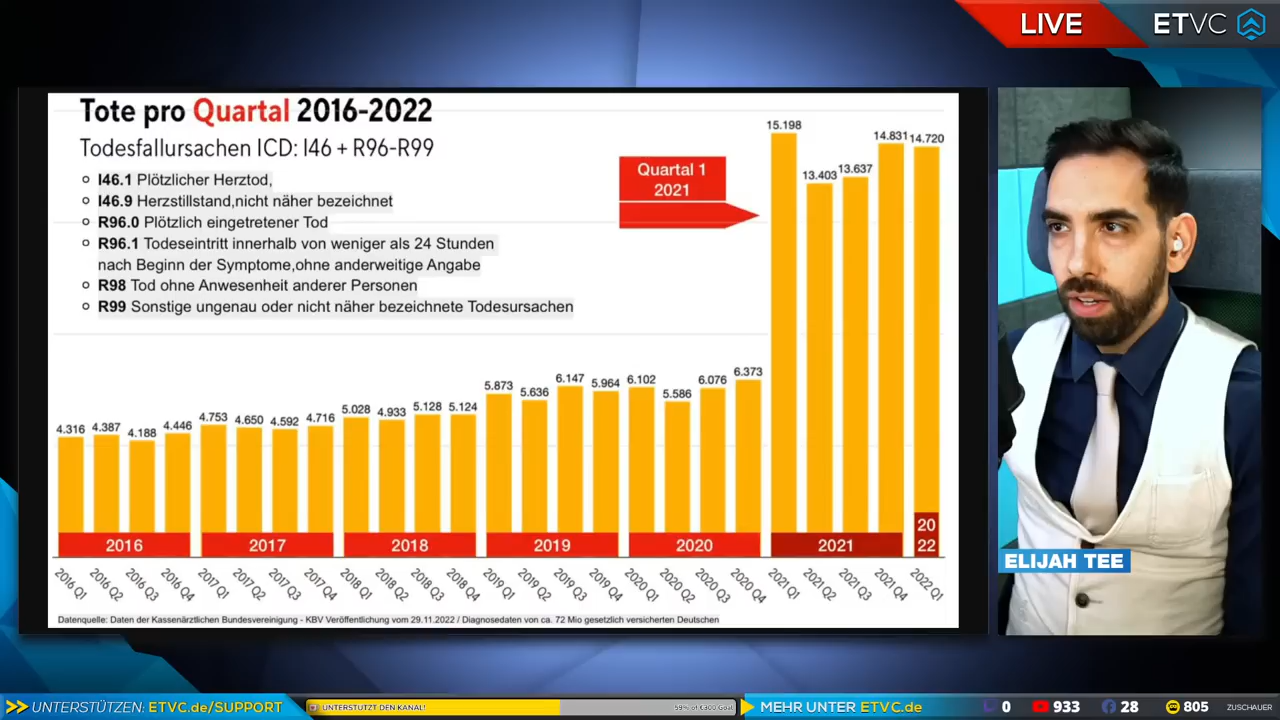 LIVE
ETVC
Tote pro Quartal 2016-2022
Todesfallursachen ICD: I46 + R96-R99
I46.1 Plötzlicher Herztod,
I46.9 Herzstillstand,nicht näher bezeichnet
R96.0 Plötzlich eingetretener Tod
R96.1 Todeseintritt innerhalb von weniger als 24 Stunden
nach Beginn der Symptome,ohne anderweitige Angabe
R98 Tod ohne Anwesenheit anderer Personen
R99 Sonstige ungenau oder nicht näher bezeichnete Todesursachen
Quartal 1
2021
4.316 4.387 4.188 4.446 4.753 4.650 4.592 4.716 5.028 4.933 5.128 5.124 5.873 5.636 6.147 5.964 6.102 5.586 6.076 6.373 15.198 13.403 13.637 14.831 14.720
2016 2017 2018 2019 2020 2021 20
22
2016 Q1 2016 Q2 2016 Q3 2016 Q4 2017 Q1 2017 Q2 2017 Q3 2017 Q4 2018 Q1 2018 Q2 2018 Q3 2018 Q4 2019 Q1 2019 Q2 2019 Q3 2019 Q4 2020 Q1 2020 Q2 2020 Q3 2020 Q4 2021 Q1 2021 Q2 2021 Q3 2021 Q4 2022 Q1
Datenquelle: Daten der Kassenärztlichen Bundesvereinigung - KBV Veröffentlichung vom 29.11.2022 / Diagnosedaten von ca. 72 Mio gesetzlich versicherten Deutschen
ELIJAH TEE
UNTERSTÜTZEN: ETVC.de/SUPPORT
UNTERSTÜTZT DEN KANAL! 59% of €300 Goal
MEHR UNTER ETVC.de
0 933 28 805 ZUSCHAUER